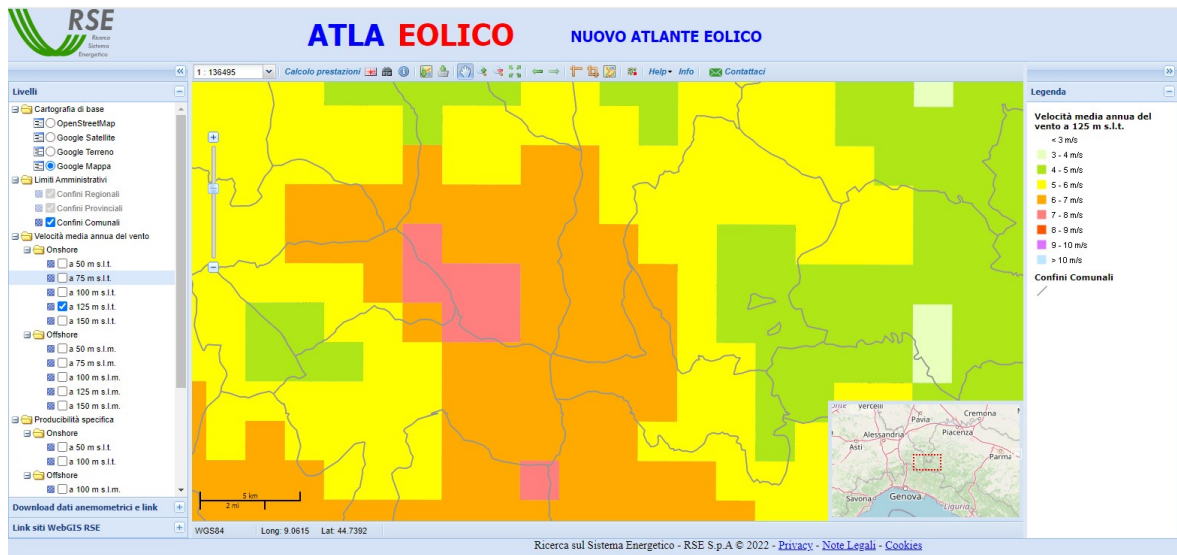 RSE
Ricerca
Sistema
Energetico
ATLA EOLICO
NUOVO ATLANTE EOLICO
1 : 136495
Calcolo prestazioni
Help
Info
Contattaci
Livelli
Cartografia di base
OpenStreetMap
Google Satellite
Google Terreno
Google Mappa
Limiti Amministrativi
Confini Regionali
Confini Provinciali
Confini Comunali
Velocità media annua del vento
Onshore
a 50 m s.l.t.
a 75 m s.l.t.
a 100 m s.l.t.
a 125 m s.l.t.
a 150 m s.l.t.
Offshore
a 50 m s.l.m.
a 75 m s.l.m.
a 100 m s.l.m.
a 125 m s.l.m.
a 150 m s.l.m.
Producibilità specifica
Onshore
a 50 m s.l.t.
a 100 m s.l.t.
Offshore
a 100 m s.l.m.
Download dati anemometrici e link
Link siti WebGIS RSE
5 km
2 mi
WGS84 Long: 9.0615 Lat: 44.7392
Pavia
Cremona
Alessandria
Piacenza
Asti
Parma
Savona
Genova
Liguria
Legenda
Velocità media annua del
vento a 125 m s.l.t.
< 3 m/s
3 - 4 m/s
4 - 5 m/s
5 - 6 m/s
6 - 7 m/s
7 - 8 m/s
8 - 9 m/s
9 - 10 m/s
> 10 m/s
Confini Comunali
Ricerca sul Sistema Energetico - RSE S.p.A © 2022 - Privacy - Note Legali - Cookies